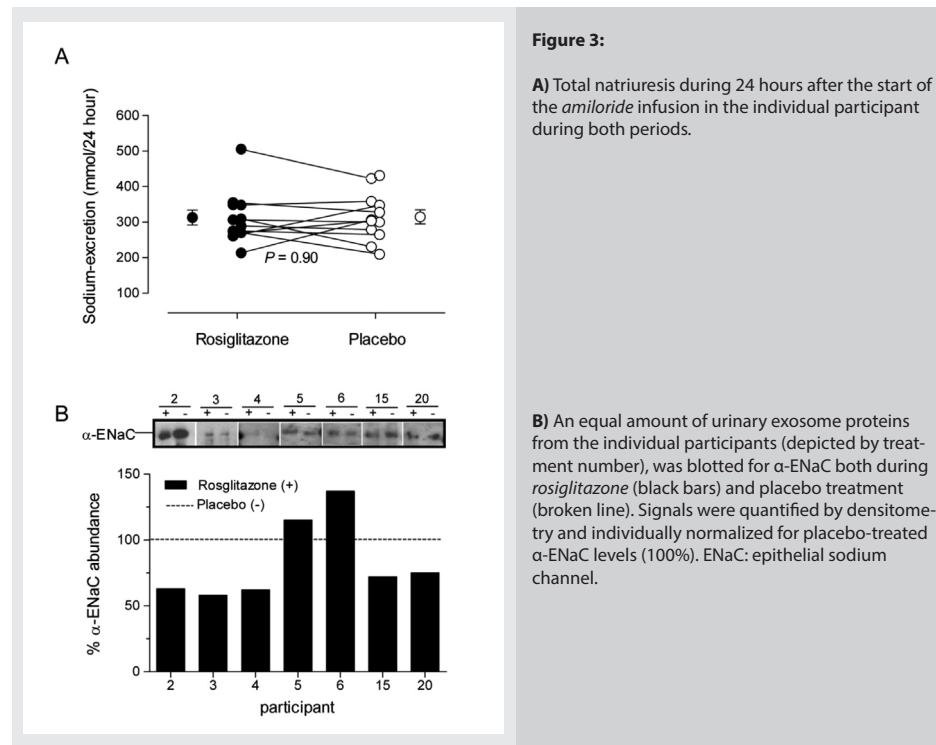 A
Sodium-excretion (mmol/24 hour)
600
500
400
300
200
100
P = 0.90
Rosiglitazone Placebo
B
2 3 4 5 6 15 20
+ - + - + - + - + - + - + -
α-ENaC
% α-ENaC abundance
150
100
50
0
Rosglitazone (+)
Placebo (-)
2 3 4 5 6 15 20
participant
Figure 3:
A) Total natriuresis during 24 hours after the start of
the amiloride infusion in the individual participant
during both periods.
B) An equal amount of urinary exosome proteins
from the individual participants (depicted by treat-
ment number), was blotted for α-ENaC both during
rosiglitazone (black bars) and placebo treatment
(broken line). Signals were quantified by densitome-
try and individually normalized for placebo-treated
α-ENaC levels (100%). ENaC: epithelial sodium
channel.